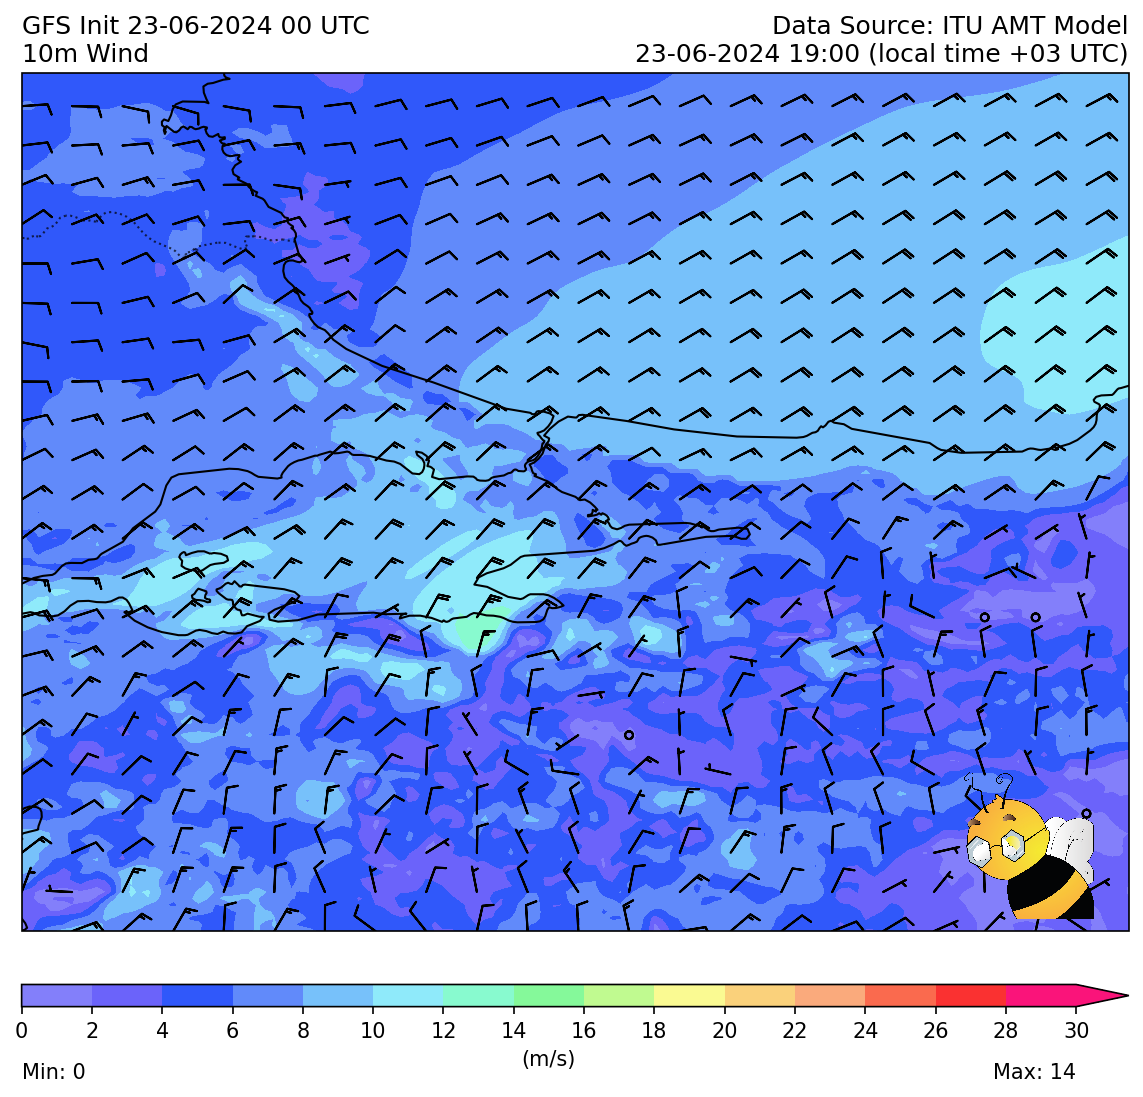 GFS Init 23-06-2024 00 UTC
Data Source: ITU AMT Model
10m Wind
23-06-2024 19:00 (local time +03 UTC)
0 2 4 6 8 10 12 14 16 18 20 22 24 26 28 30
(m/s)
Min: 0
Max: 14